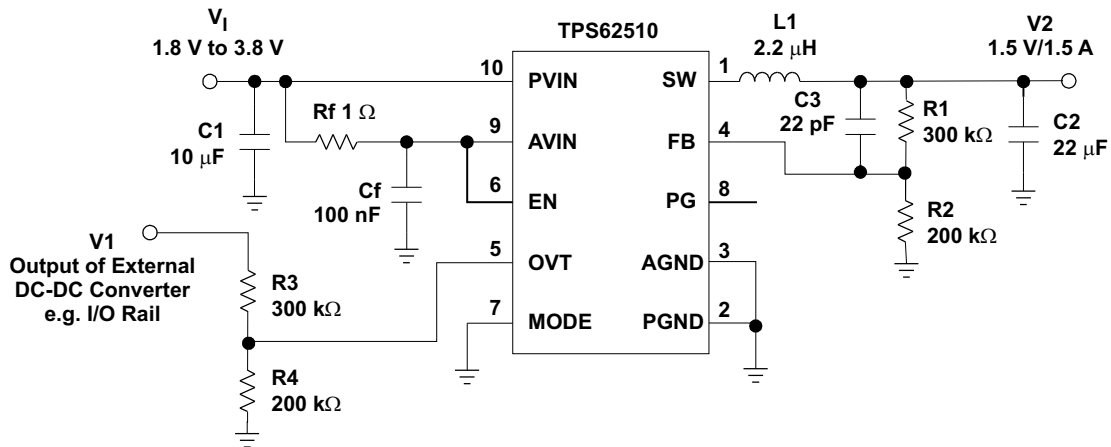 V_I
1.8 V to 3.8 V
TPS62510
L1
2.2 μH
V2
1.5 V/1.5 A
10
PVIN
SW
1
C1
10 μF
Rf 1 Ω
9
AVIN
FB
4
C3
22 pF
R1
300 kΩ
C2
22 μF
Cf
100 nF
6
EN
PG
8
R2
200 kΩ
V1
Output of External
DC-DC Converter
e.g. I/O Rail
5
OVT
AGND
3
R3
300 kΩ
7
MODE
PGND
2
R4
200 kΩ